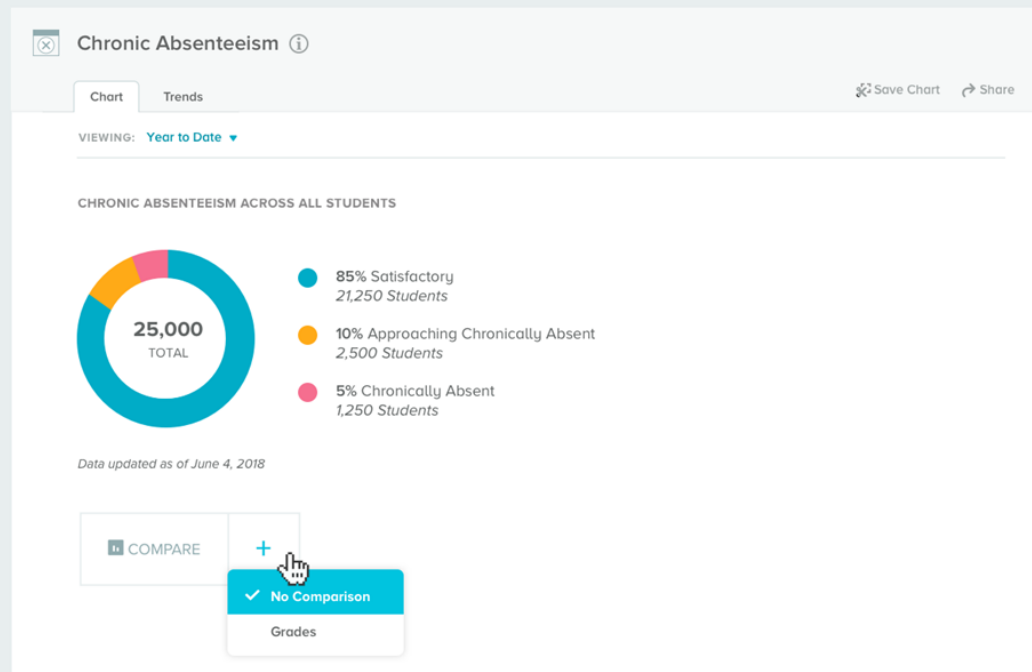 Chronic Absenteeism
Chart Trends
Save Chart Share
VIEWING: Year to Date
CHRONIC ABSENTEEISM ACROSS ALL STUDENTS
25,000
TOTAL
85% Satisfactory
21,250 Students
10% Approaching Chronically Absent
2,500 Students
5% Chronically Absent
1,250 Students
Data updated as of June 4, 2018
COMPARE +
No Comparison
Grades